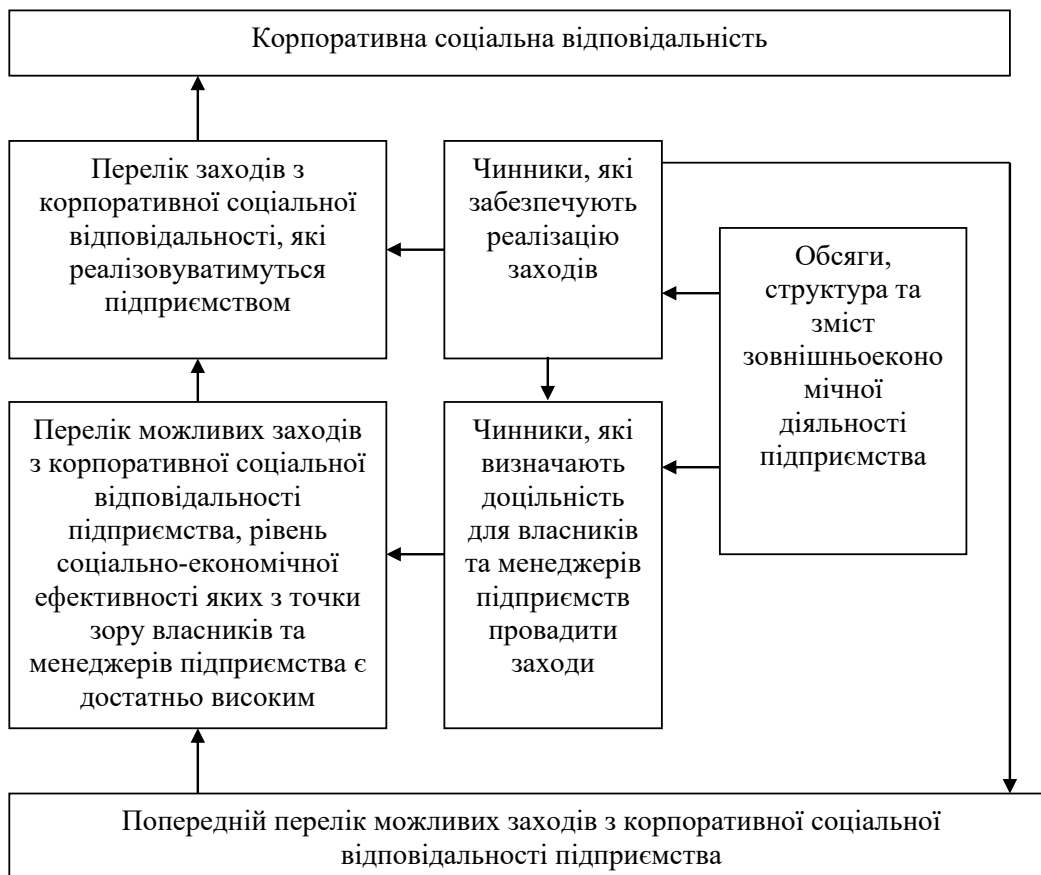 Корпоративна соціальна відповідальність
Перелік заходів з
корпоративної соціальної
відповідальності, які
реалізовуватимуться
підприємством
Чинники, які
забезпечують
реалізацію
заходів
Обсяги,
структура та
зміст
зовнішньоеконо
мічної
діяльності
підприємства
Перелік можливих заходів
з корпоративної соціальної
відповідальності
підприємства, рівень
соціально-економічної
ефективності яких з точки
зору власників та
менеджерів підприємства є
достатньо високим
Чинники, які
визначають
доцільність
для власників
та менеджерів
підприємств
провадити
заходи
Попередній перелік можливих заходів з корпоративної соціальної
відповідальності підприємства